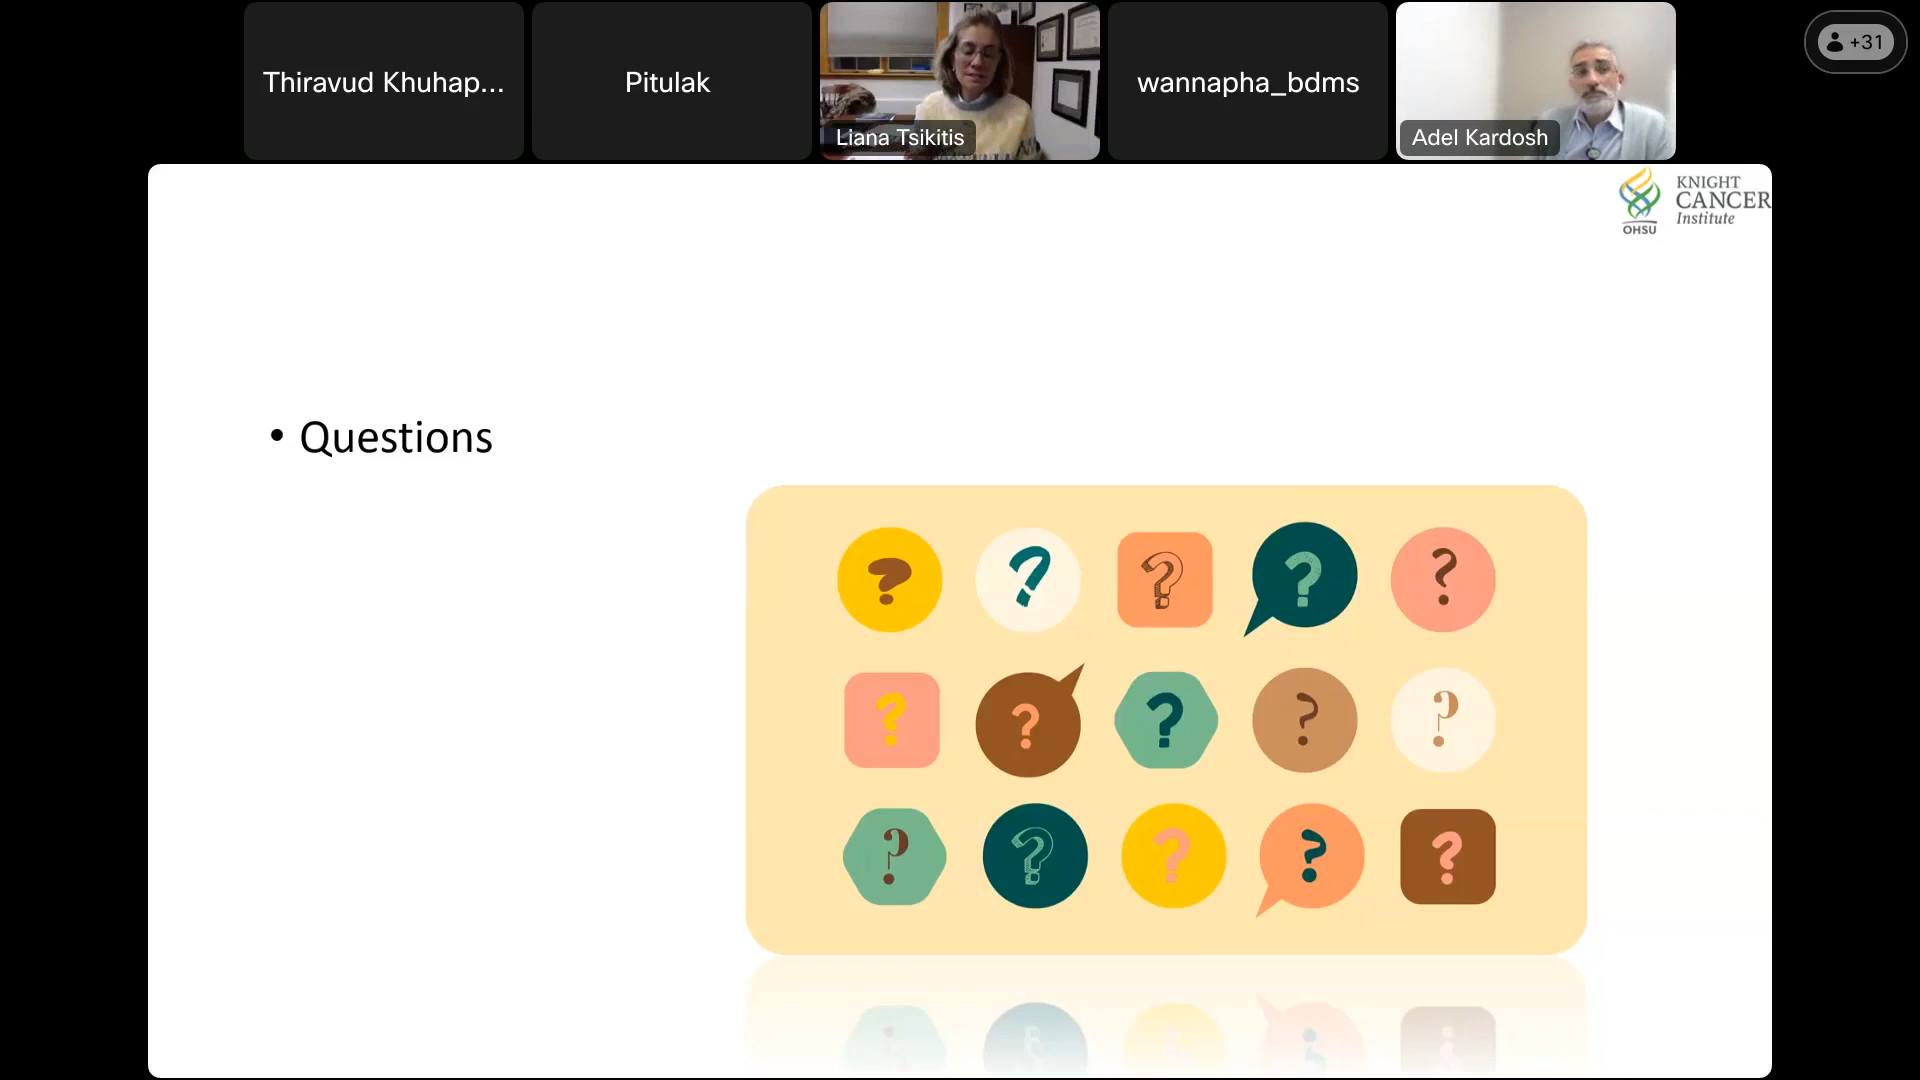 Thiravud Khuhap...
Pitulak
Liana Tsikitis
wannapha_bdms
Adel Kardosh
+31
KNIGHT
CANCER
Institute
OHSU
• Questions
? ? ? ? ?
? ? ? ? ?
? ? ? ? ?